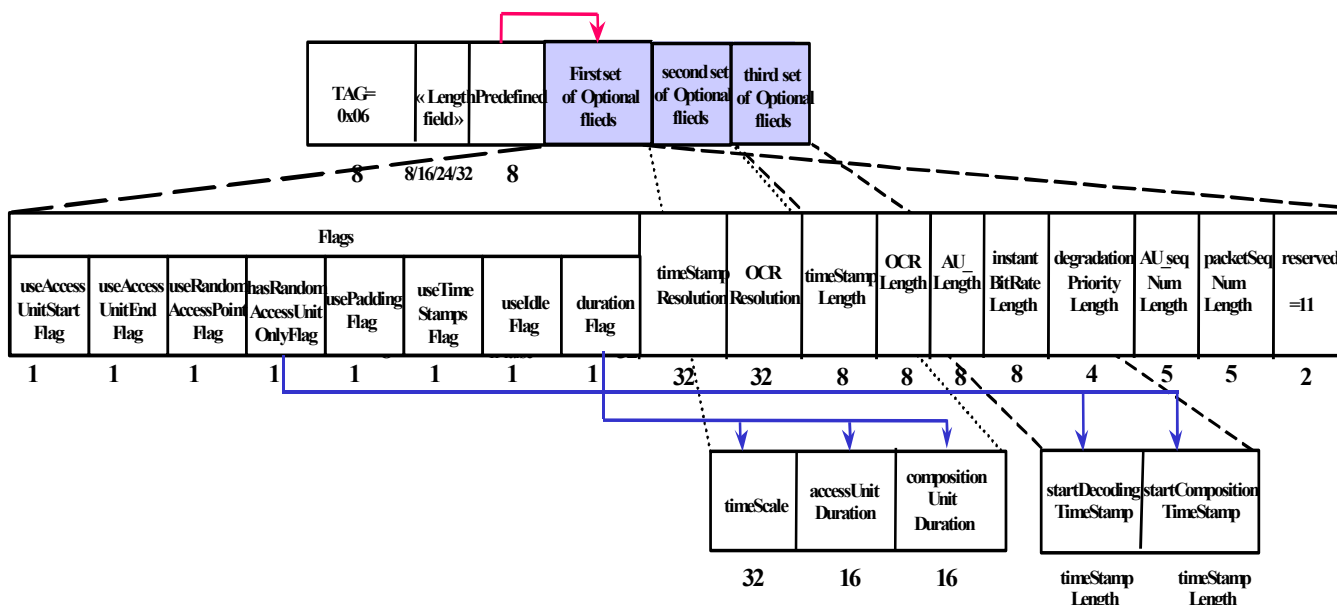 TAG=
0x06
« Length
field»
Predefined
First set
of Optional
flieds
second set
of Optional
flieds
third set
of Optional
flieds
8
8/16/24/32
8
Flags
useAccess
UnitStart
Flag
useAccess
UnitEnd
Flag
useRandom
AccessPoint
Flag
hasRandom
AccessUnit
OnlyFlag
usePadding
Flag
useTime
Stamps
Flag
useIdle
Flag
duration
Flag
timeStamp
Resolution
OCR
Resolution
timeStamp
Length
OCR
Length
AU_
Length
instant
BitRate
Length
degradation
Priority
Length
AU_seq
Num
Length
packetSeq
Num
Length
reserved
=11
1
1
1
1
1
1
1
1
32
32
8
8
8
8
4
5
5
2
timeScale
accessUnit
Duration
composition
Unit
Duration
startDecoding
TimeStamp
startComposition
TimeStamp
32
16
16
timeStamp
Length
timeStamp
Length